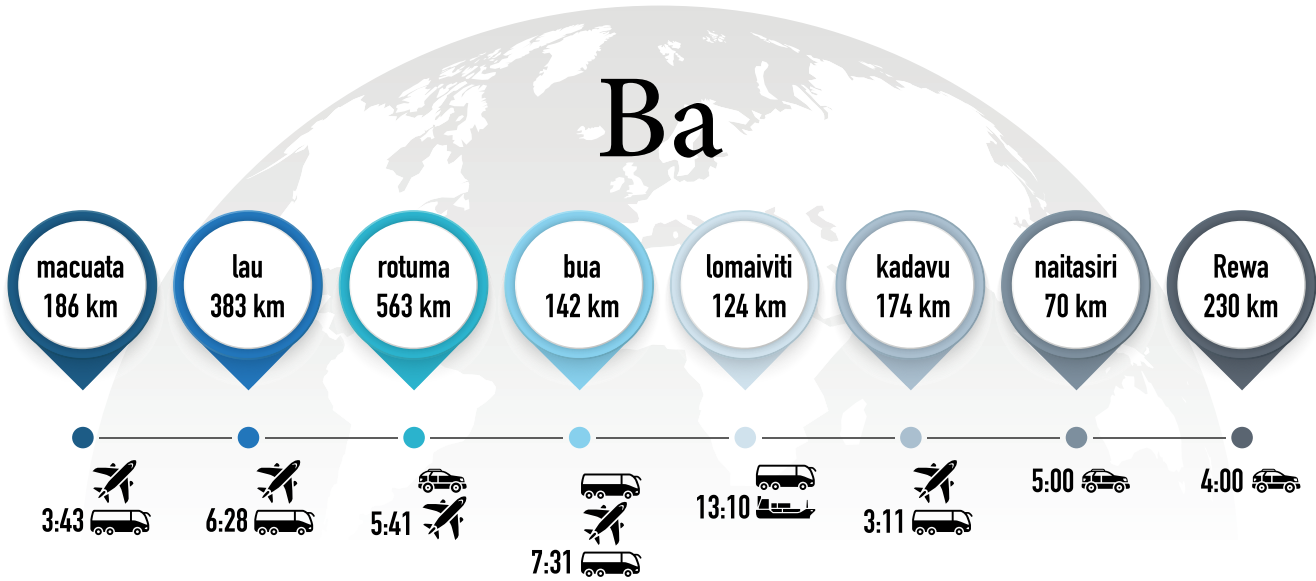 Ba
macuata
186 km
lau
383 km
rotuma
563 km
bua
142 km
lomaiviti
124 km
kadavu
174 km
naitasiri
70 km
Rewa
230 km
3:43
6:28
5:41
7:31
13:10
3:11
5:00
4:00